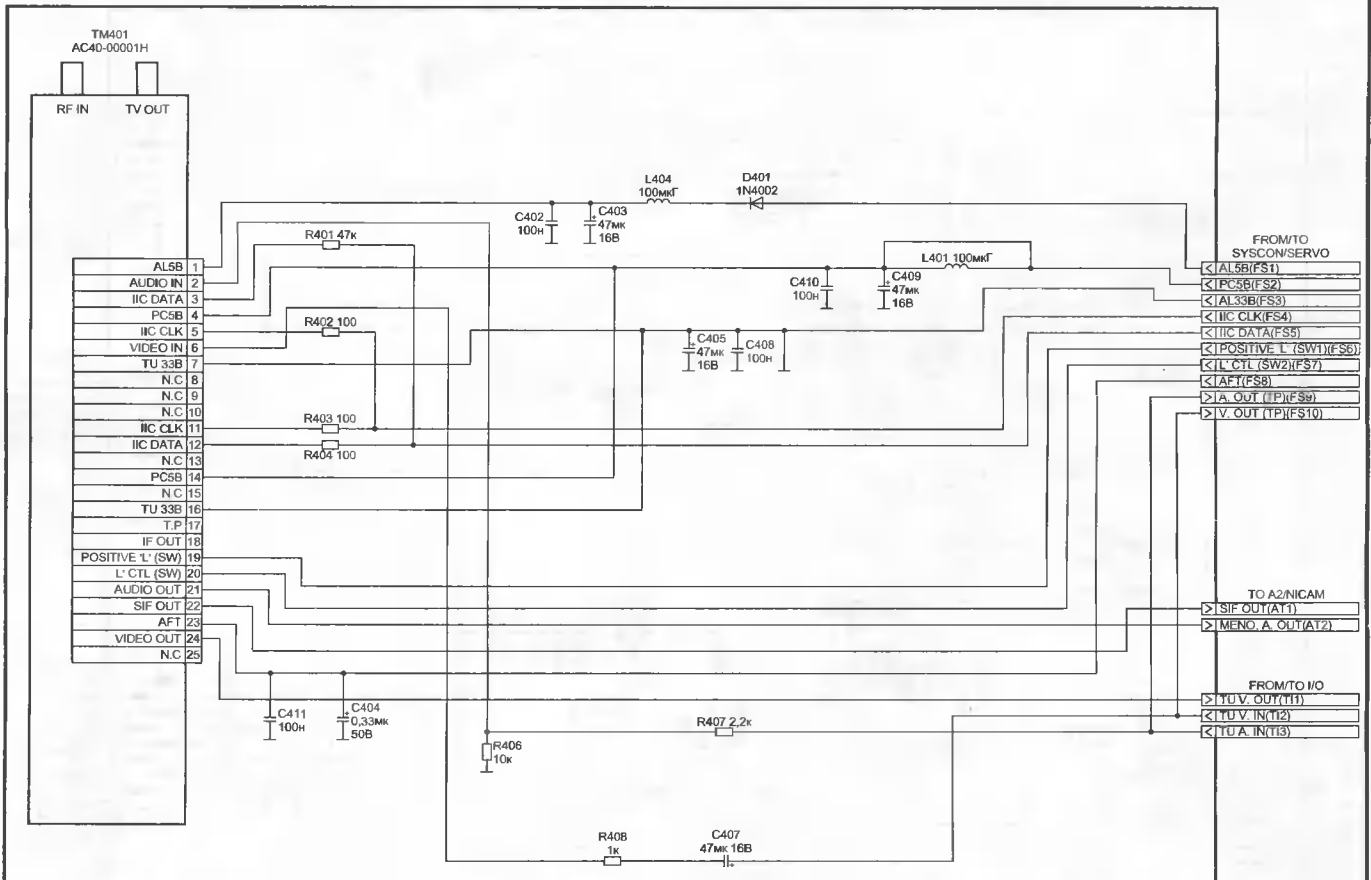 TM401
AC40-00001H
RF IN
TV OUT
AL5B 1
AUDIO IN 2
IIC DATA 3
PC5B 4
IIC CLK 5
VIDEO IN 6
TU 33B 7
N.C 8
N.C 9
N.C 10
IIC CLK 11
IIC DATA 12
N.C 13
PC5B 14
N.C 15
TU 33B 16
T.P 17
IF OUT 18
POSITIVE 'L' (SW) 19
L' CTL (SW) 20
AUDIO OUT 21
SIF OUT 22
AFT 23
VIDEO OUT 24
N.C 25
L404
100мкГ
D401
1N4002
C402
100н
C403
47мк
16В
R401 47к
L401 100мкГ
C410
100н
C409
47мк
16В
R402 100
C405
47мк
16В
C408
100н
R403 100
R404 100
C411
100н
C404
0,33мк
50В
R407 2,2к
R406
10к
R408
1к
C407
47мк 16В
FROM/TO
SYSCON/SERVO
< AL5B(FS1)
< PC5B(FS2)
< AL33B(FS3)
< IIC CLK(FS4)
< IIC DATA(FS5)
< POSITIVE 'L' (SW1)(FS6)
< L' CTL (SW2)(FS7)
< AFT(FS8)
> A. OUT (TP)(FS9)
> V. OUT (TP)(FS10)
TO A2/NICAM
> SIF OUT(AT1)
> MENO. A. OUT(AT2)
FROM/TO I/O
> TU V. OUT(TI1)
< TU V. IN(TI2)
< TU A. IN(TI3)